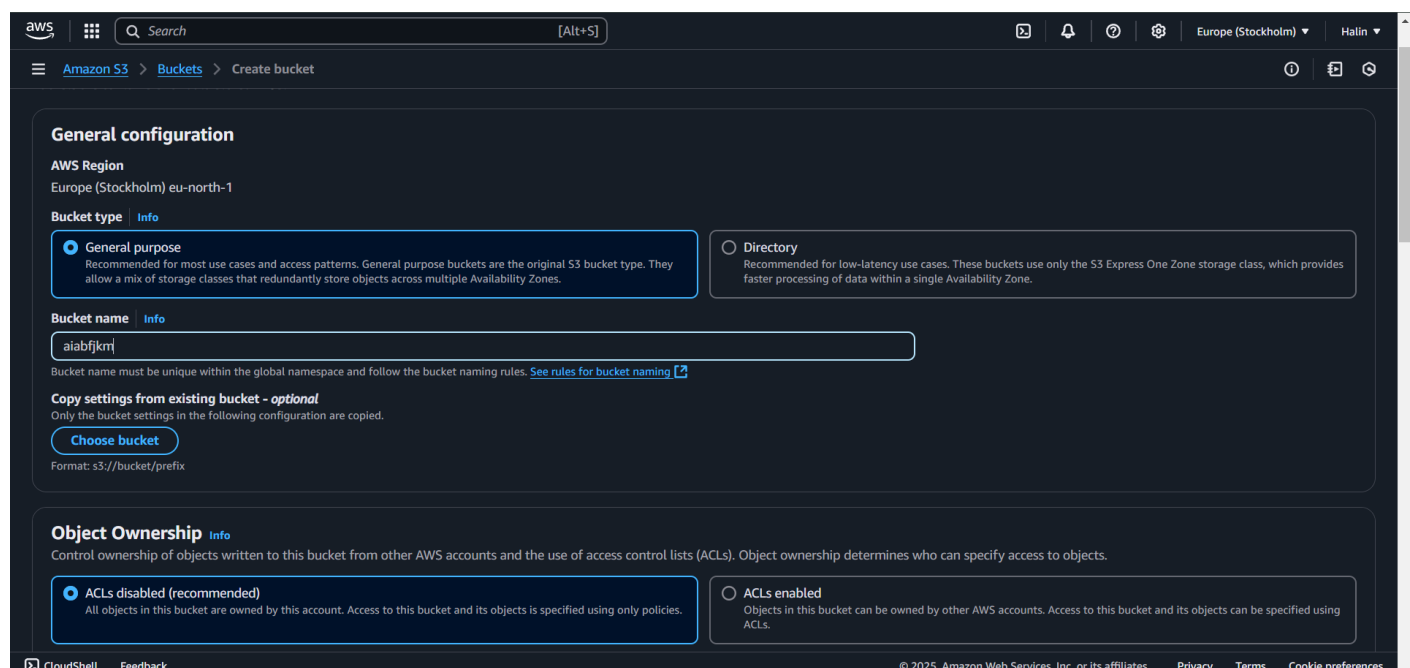 aws
Search [Alt+S]
Europe (Stockholm) ▼ Halin ▼
Amazon S3 > Buckets > Create bucket
General configuration
AWS Region
Europe (Stockholm) eu-north-1
Bucket type Info
General purpose
Recommended for most use cases and access patterns. General purpose buckets are the original S3 bucket type. They
allow a mix of storage classes that redundantly store objects across multiple Availability Zones.
Directory
Recommended for low-latency use cases. These buckets use only the S3 Express One Zone storage class, which provides
faster processing of data within a single Availability Zone.
Bucket name Info
aiabfjkm
Bucket name must be unique within the global namespace and follow the bucket naming rules. See rules for bucket naming
Copy settings from existing bucket - optional
Only the bucket settings in the following configuration are copied.
Choose bucket
Format: s3://bucket/prefix
Object Ownership Info
Control ownership of objects written to this bucket from other AWS accounts and the use of access control lists (ACLs). Object ownership determines who can specify access to objects.
ACLs disabled (recommended)
All objects in this bucket are owned by this account. Access to this bucket and its objects is specified using only policies.
ACLs enabled
Objects in this bucket can be owned by other AWS accounts. Access to this bucket and its objects can be specified using
ACLs.
CloudShell Feedback © 2025, Amazon Web Services, Inc. or its affiliates. Privacy Terms Cookie preferences